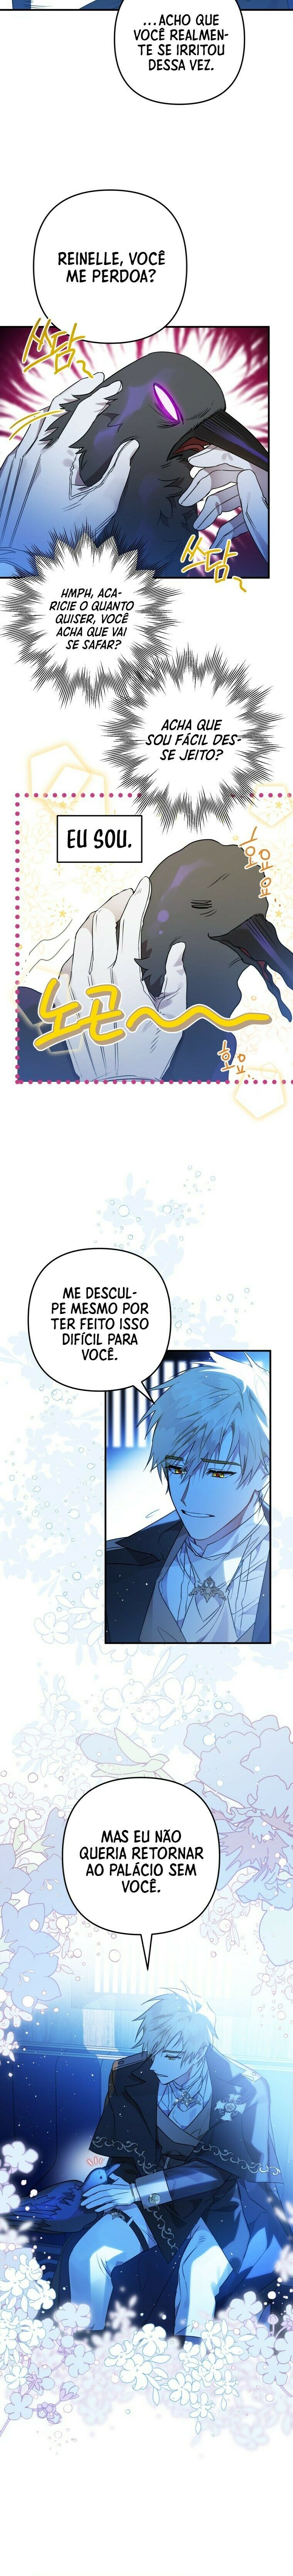 ...ACHO QUE
VOCÊ REALMEN-
TE SE IRRITOU
DESSA VEZ.
REINELLE, VOCÊ
ME PERDOA?
쓰담
쓰담
HMPH, ACA-
RICIE O QUANTO
QUISER, VOCÊ
ACHA QUE VAI
SE SAFAR?
ACHA QUE
SOU FÁCIL DES-
SE JEITO?
EU SOU.
노곤~~
ME DESCUL-
PE MESMO POR
TER FEITO ISSO
DIFÍCIL PARA
VOCÊ.
MAS EU NÃO
QUERIA RETORNAR
AO PALÁCIO SEM
VOCÊ.